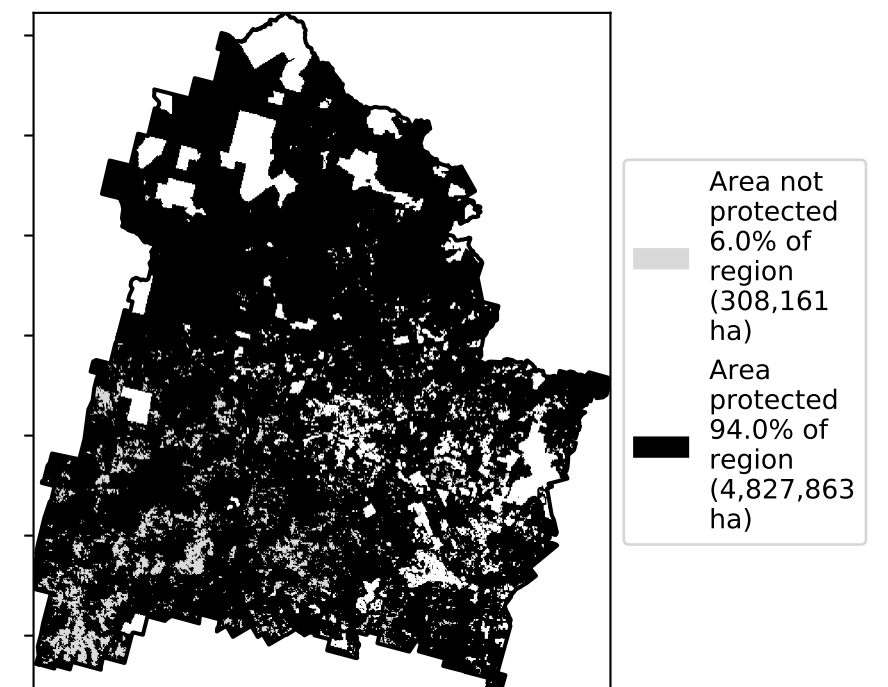 Area not
protected
6.0% of
region
(308,161
ha)
Area
protected
94.0% of
region
(4,827,863
ha)